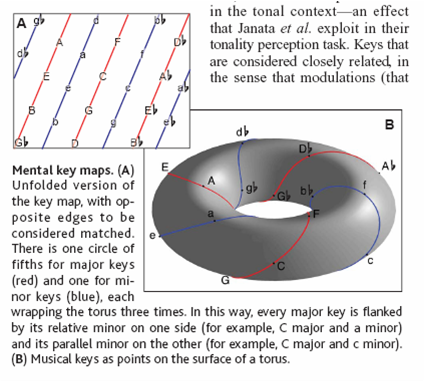 in the tonal context—an effect
that Janata et al. exploit in their
tonality perception task. Keys that
are considered closely related, in
the sense that modulations (that
A
g♭ b♭
A F D♭
d♭ a f
E C A♭
e c a♭
B G E♭
b g e♭
G♭ D B♭
Mental key maps. (A)
Unfolded version of
the key map, with op-
posite edges to be
considered matched.
There is one circle of
fifths for major keys
(red) and one for mi-
nor keys (blue), each
wrapping the torus three times. In this way, every major key is flanked
by its relative minor on one side (for example, C major and a minor)
and its parallel minor on the other (for example, C major and c minor).
(B) Musical keys as points on the surface of a torus.
B
d♭ D♭
E A♭
A g♭ G♭ b♭ f
a F
e
C c
G